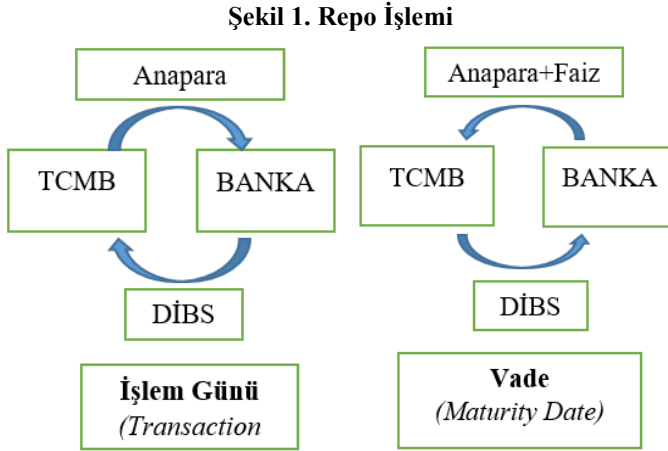 Şekil 1. Repo İşlemi
Anapara
TCMB
BANKA
DİBS
İşlem Günü
(Transaction
Anapara+Faiz
TCMB
BANKA
DİBS
Vade
(Maturity Date)